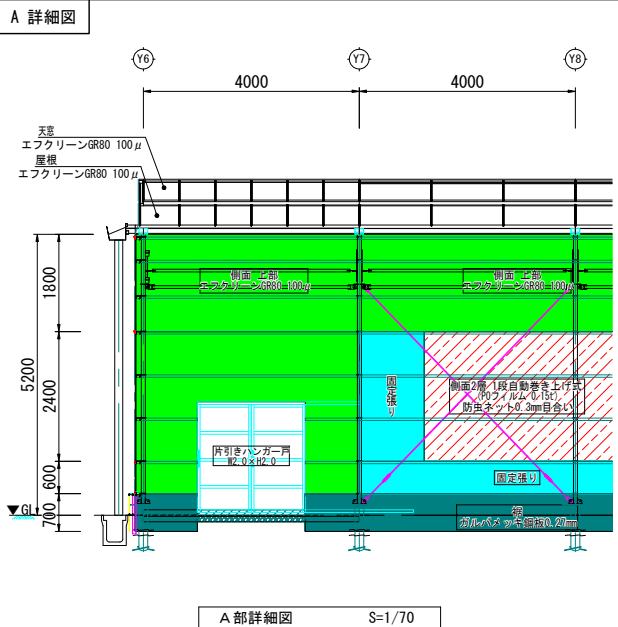 A 詳細図
Y6
Y7
Y8
4000
4000
天窓
エフクリーンGR80 100μ
屋根
エフクリーンGR80 100μ
側面 上部
エフクリーンGR80 100μ
側面 上部
エフクリーンGR80 100μ
1800
5200
2400
600
700
固定張り
側面2層 1段自動巻き上げ式
(POフィルム 0.15t)
防虫ネット0.3mm目合い
片引きハンガー戸
W2.0×H2.0
固定張り
▼GL
裾
ガルバメッキ鋼板0.27mm
A部詳細図 S=1/70